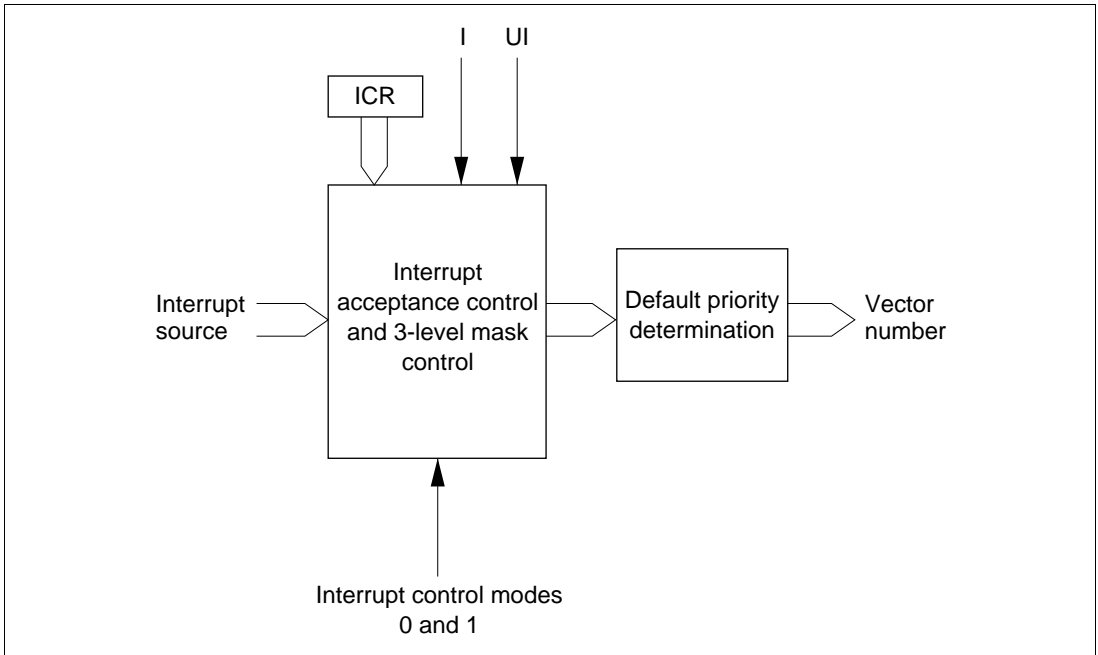 I
UI
ICR
Interrupt
acceptance control
and 3-level mask
control
Interrupt
source
Default priority
determination
Vector
number
Interrupt control modes
0 and 1